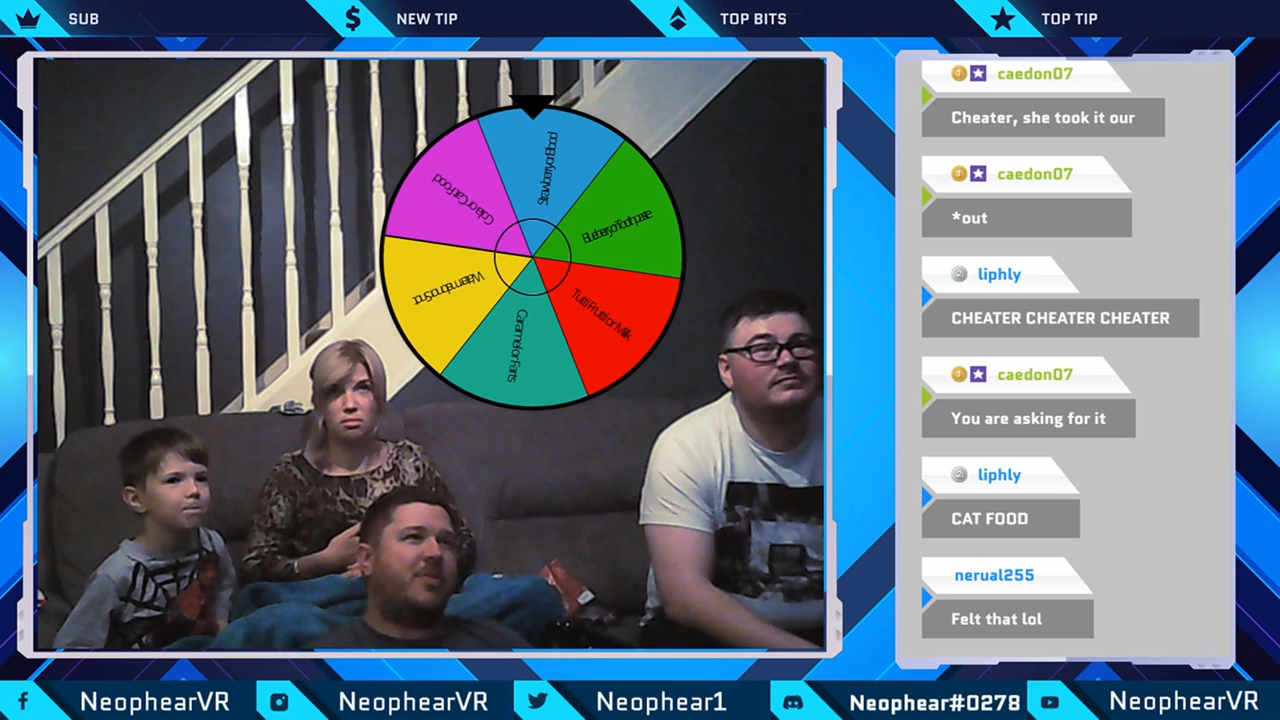 SUB
NEW TIP
TOP BITS
TOP TIP
Strawberry or Blood
Blueberry or Toothpaste
Tutti Frutti or Milk
Caramel or Farts
Watermelon or Snot
Cola or Cat Food
caedon07
Cheater, she took it our
caedon07
*out
liphly
CHEATER CHEATER CHEATER
caedon07
You are asking for it
liphly
CAT FOOD
nerual255
Felt that lol
NeophearVR
NeophearVR
Neophear1
Neophear#0278
NeophearVR